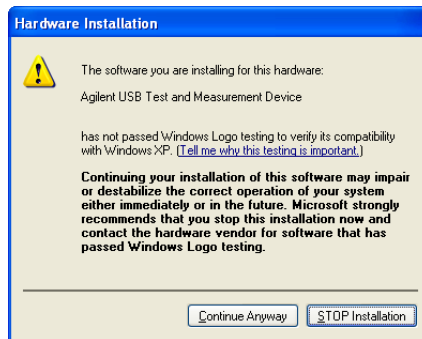 Hardware Installation
The software you are installing for this hardware:
Agilent USB Test and Measurement Device
has not passed Windows Logo testing to verify its compatibility
with Windows XP. (Tell me why this testing is important.)
Continuing your installation of this software may impair
or destabilize the correct operation of your system
either immediately or in the future. Microsoft strongly
recommends that you stop this installation now and
contact the hardware vendor for software that has
passed Windows Logo testing.
Continue Anyway
STOP Installation